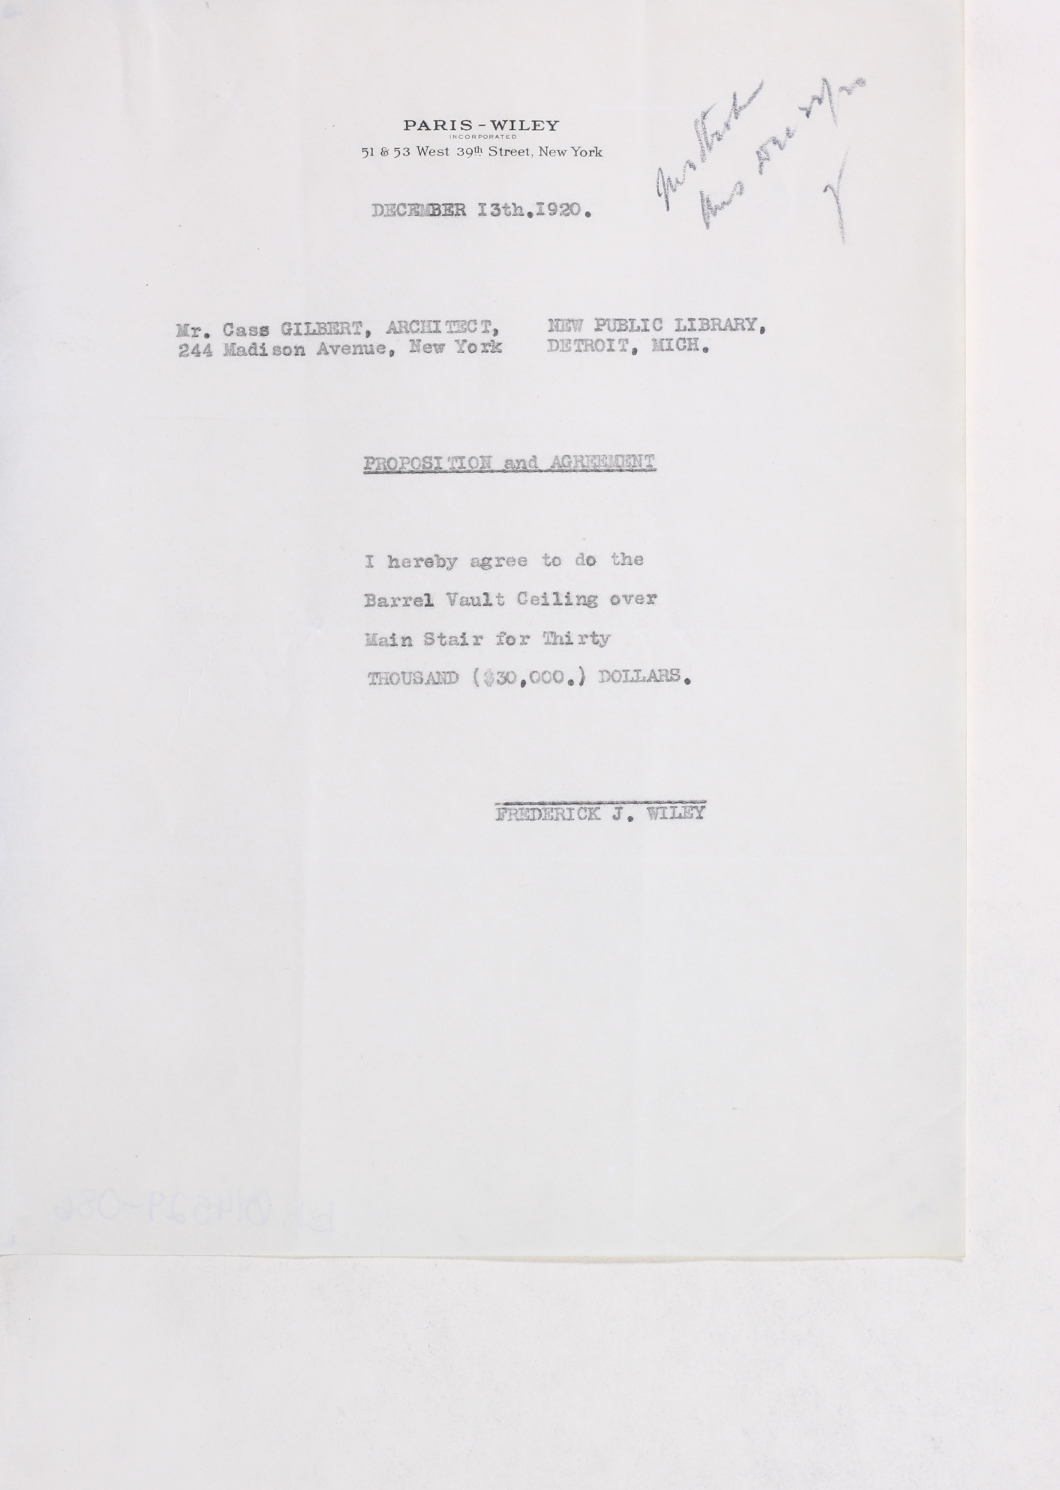 PARIS - WILEY
INCORPORATED
51 & 53 West 39th Street, New York
DECEMBER 13th.1920.
Mr. Cass GILBERT, ARCHITECT,
244 Madison Avenue, New York
NEW PUBLIC LIBRARY,
DETROIT, MICH.
PROPOSITION and AGREEMENT
I hereby agree to do the
Barrel Vault Ceiling over
Main Stair for Thirty
THOUSAND ($30,000.) DOLLARS.
FREDERICK J. WILEY